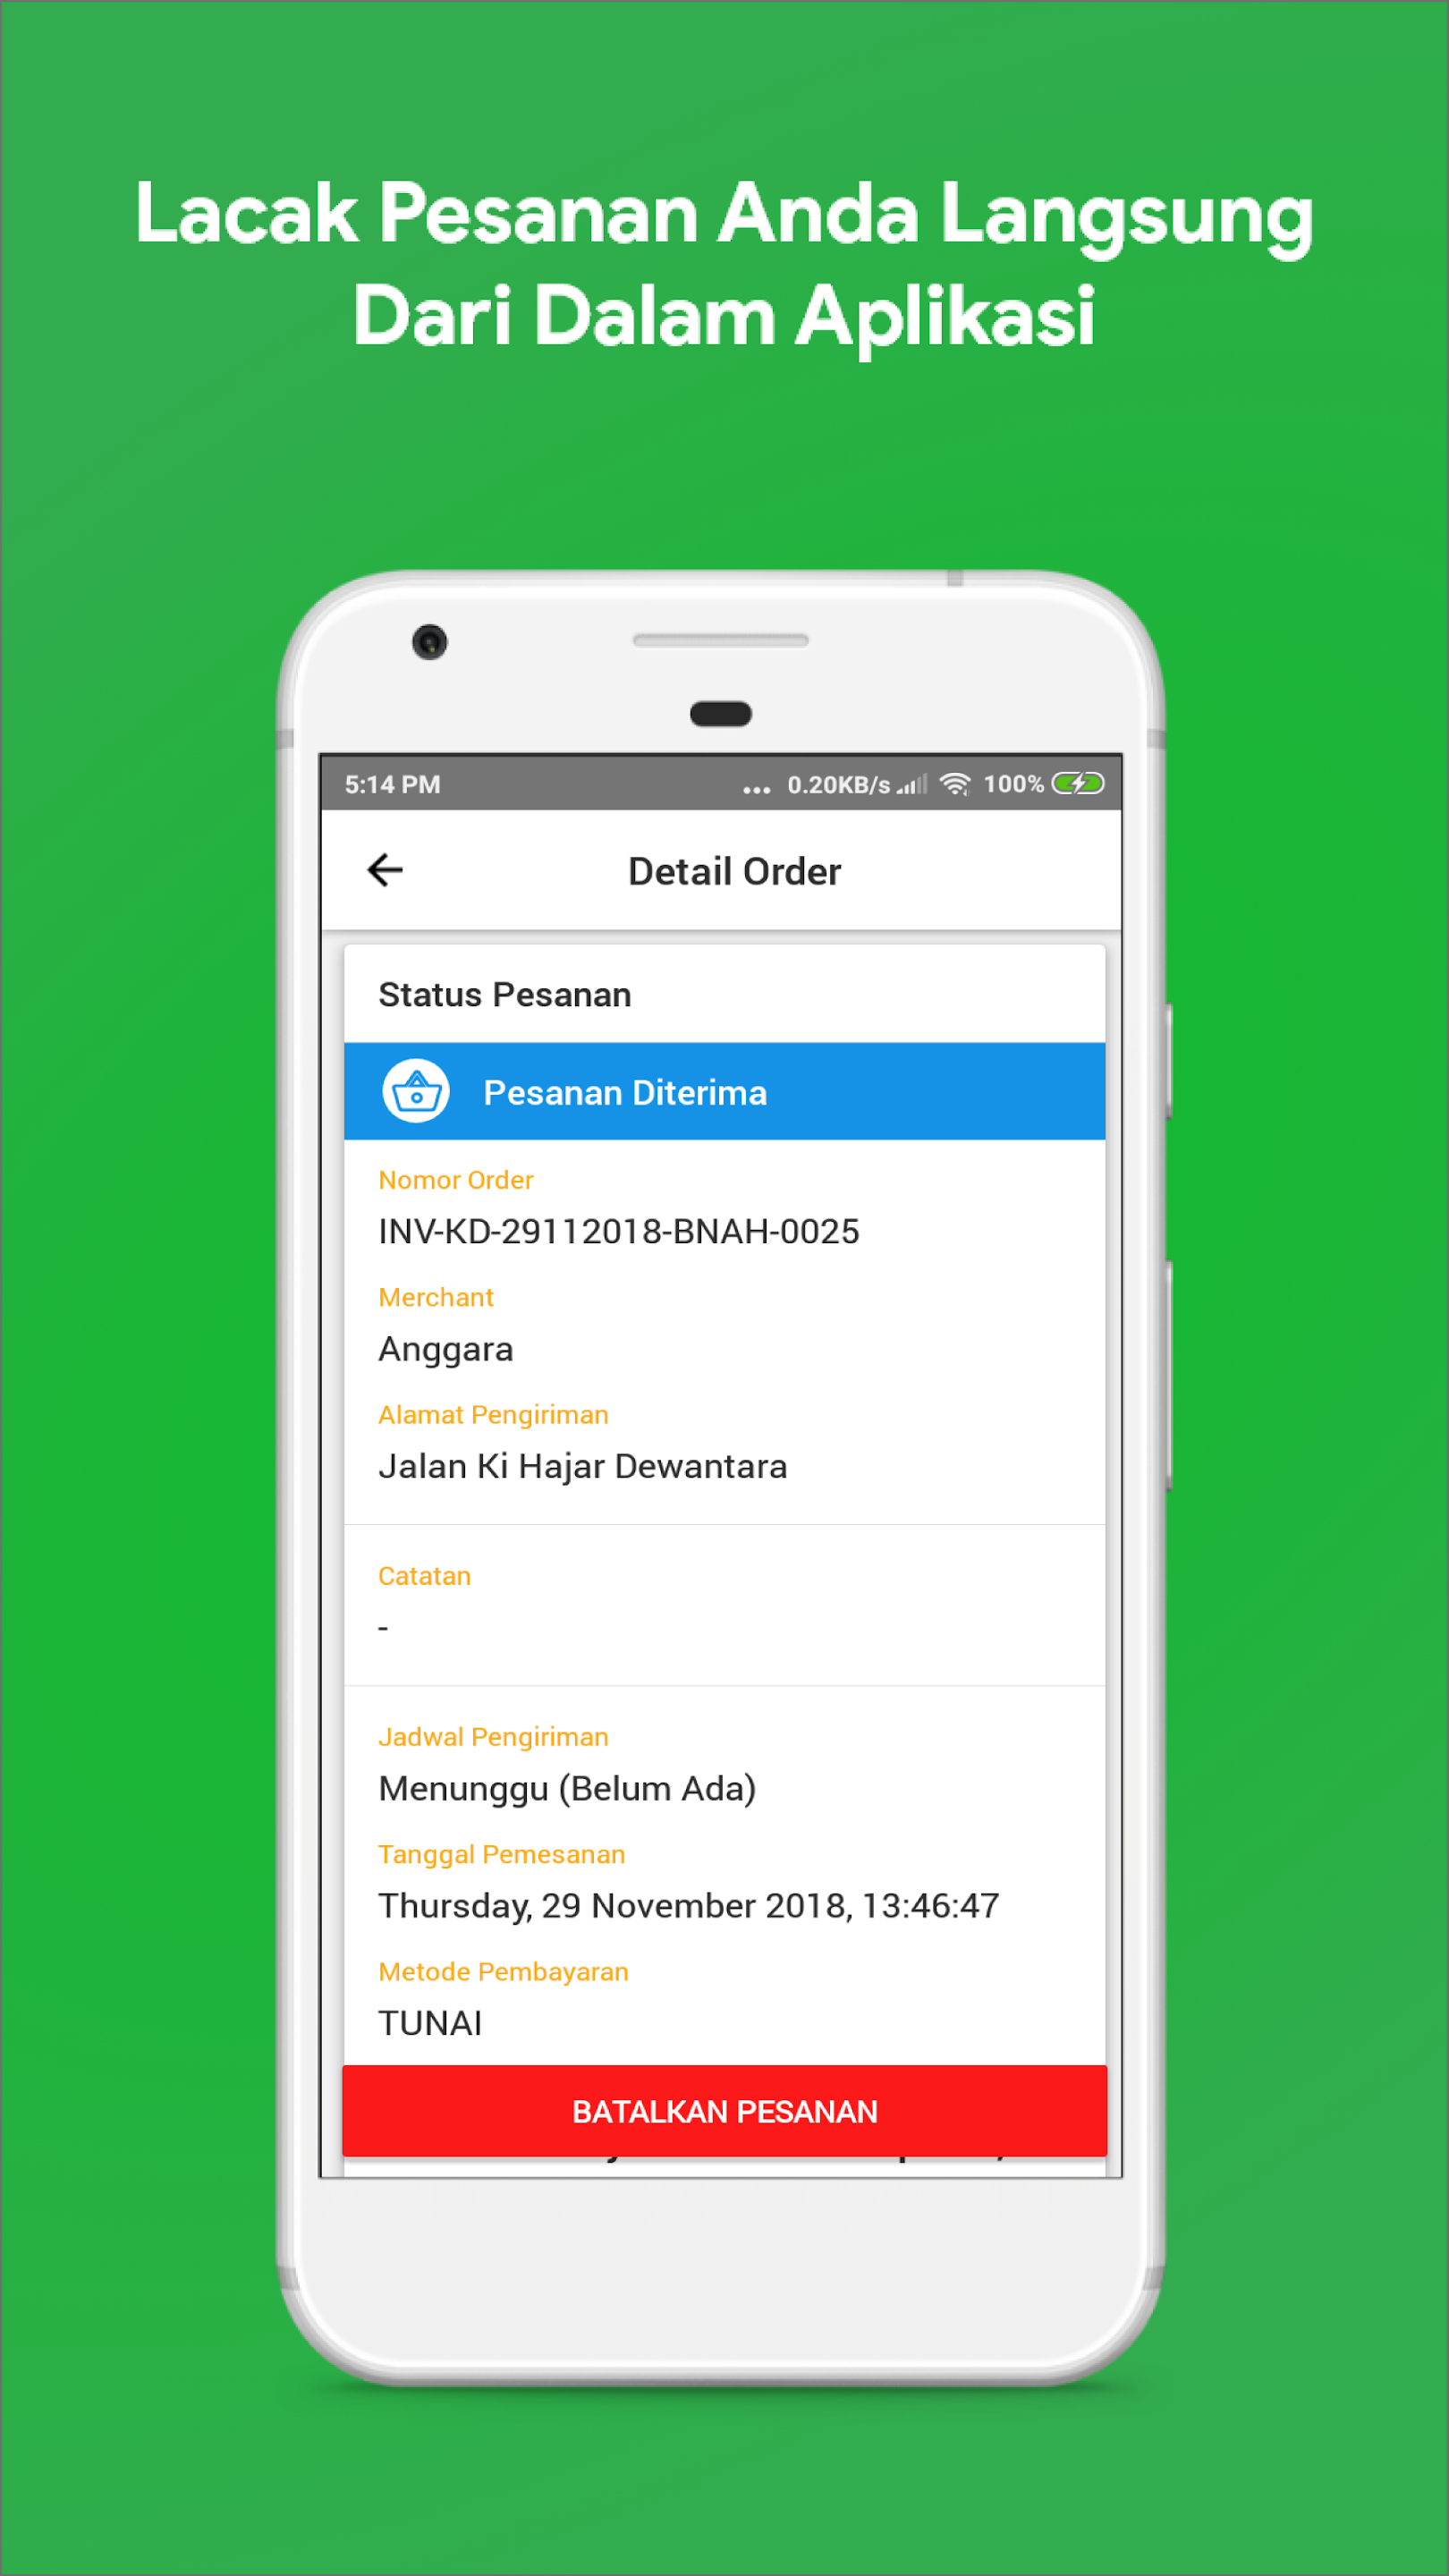 Lacak Pesanan Anda Langsung
Dari Dalam Aplikasi
5:14 PM ... 0.20KB/s 100%
Detail Order
Status Pesanan
Pesanan Diterima
Nomor Order
INV-KD-29112018-BNAH-0025
Merchant
Anggara
Alamat Pengiriman
Jalan Ki Hajar Dewantara
Catatan
-
Jadwal Pengiriman
Menunggu (Belum Ada)
Tanggal Pemesanan
Thursday, 29 November 2018, 13:46:47
Metode Pembayaran
TUNAI
BATALKAN PESANAN